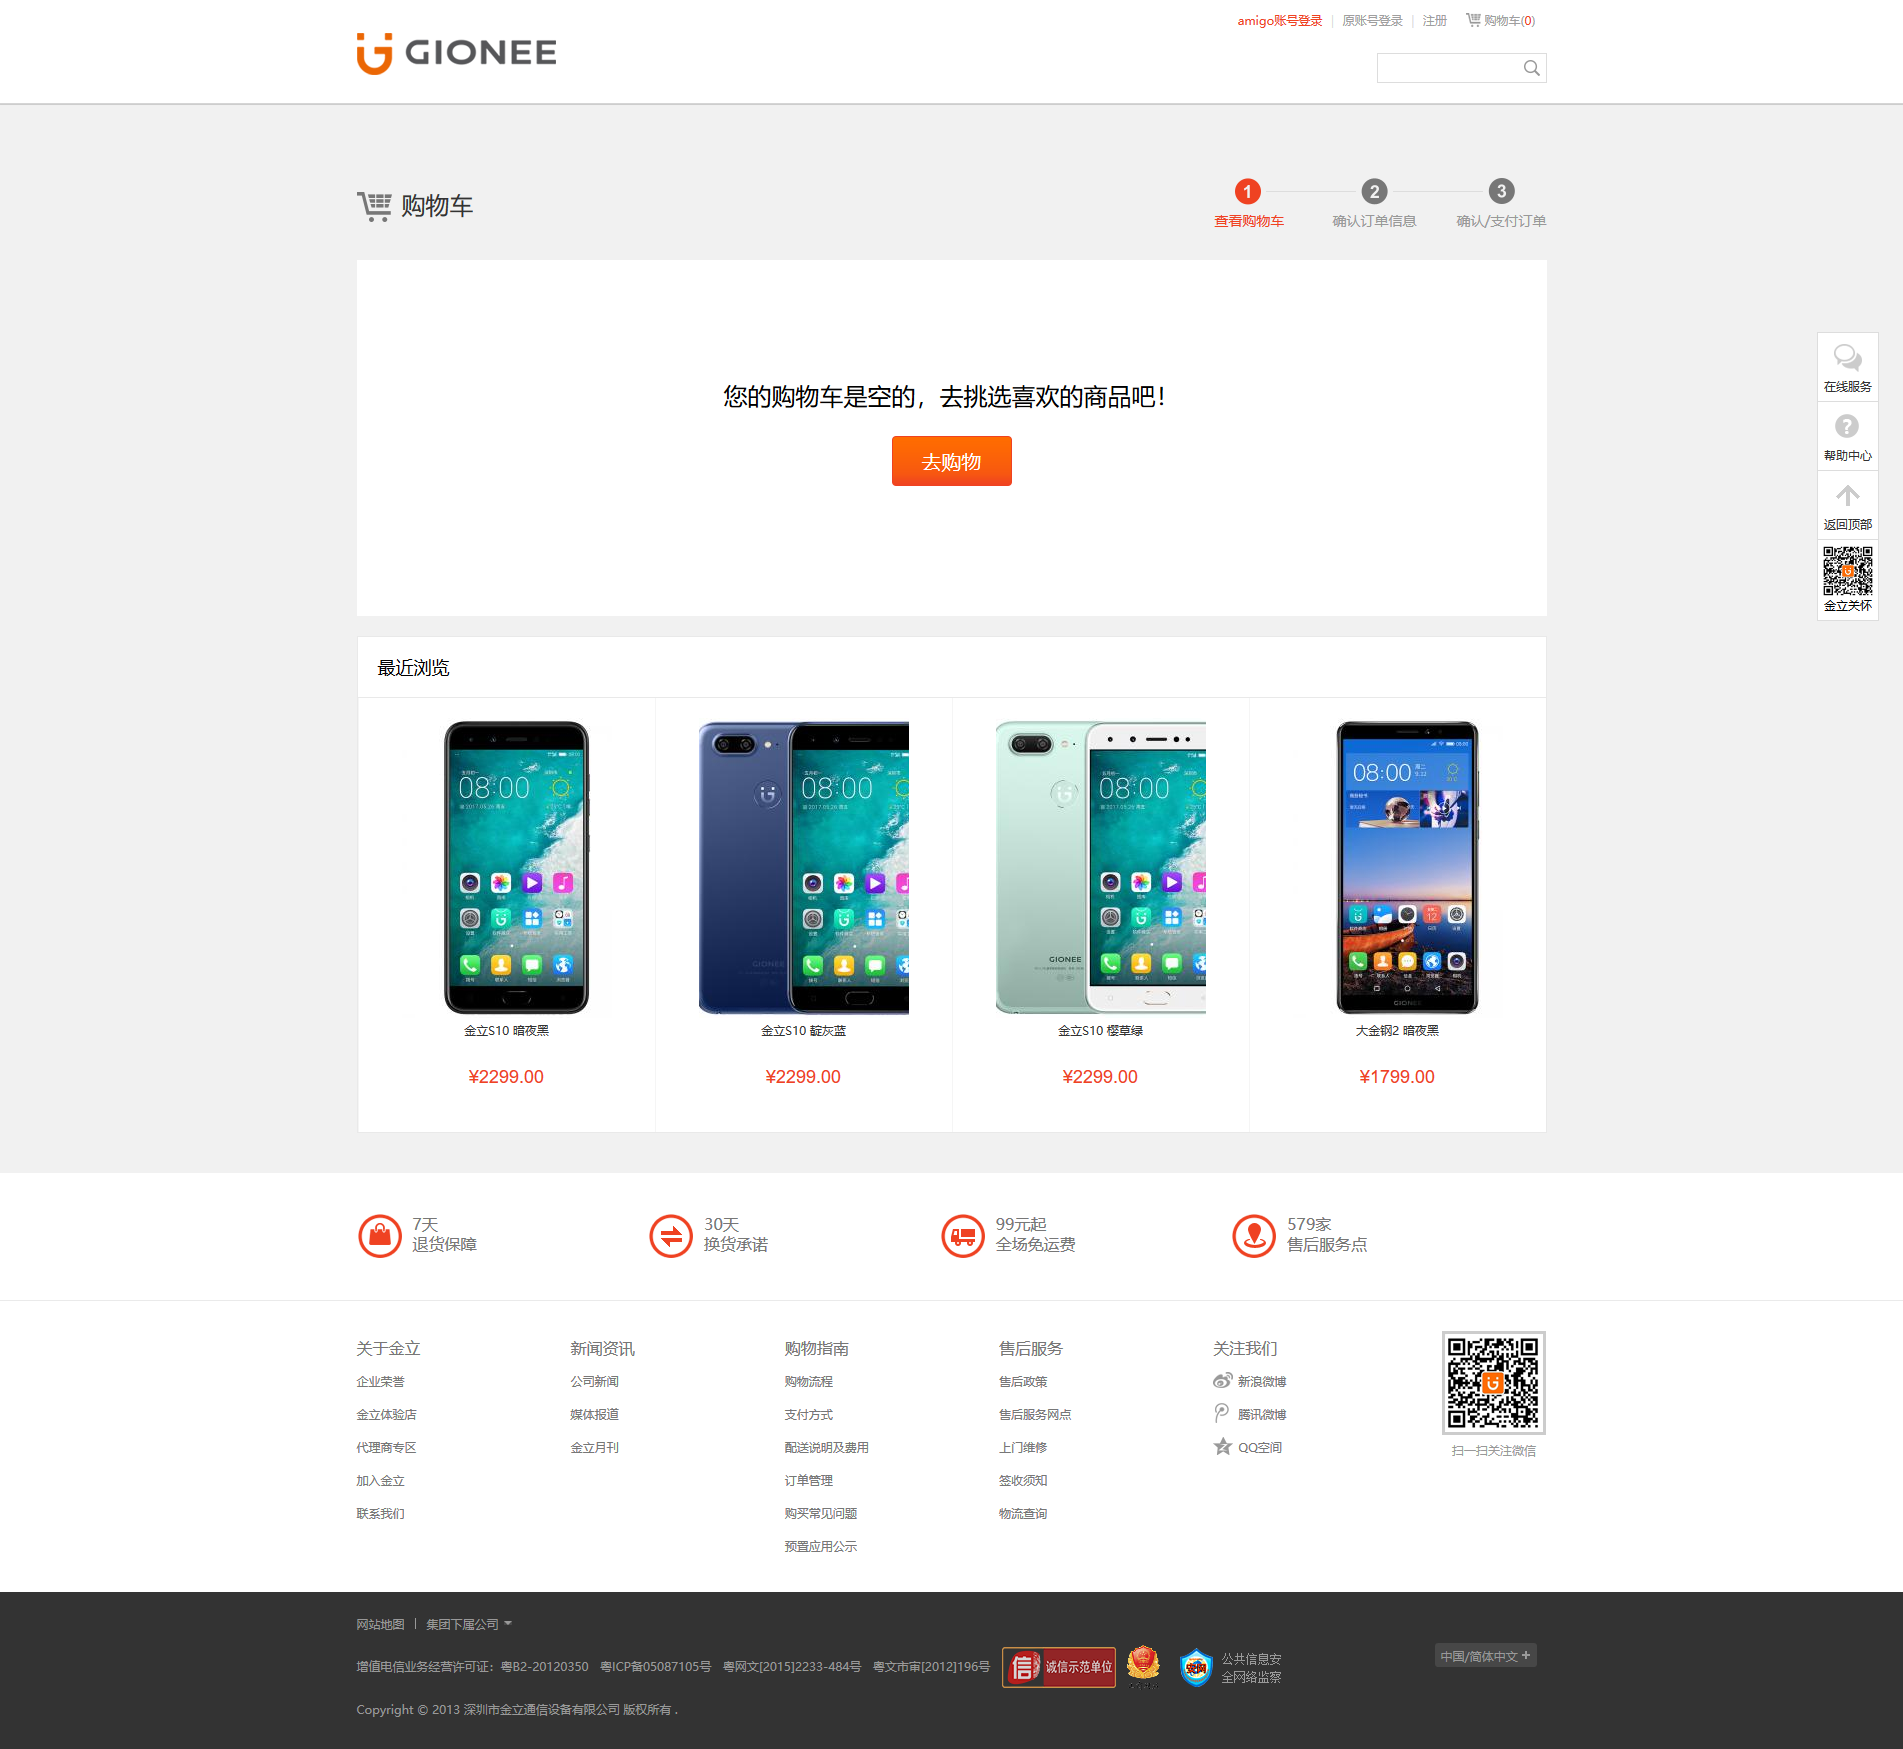 amigo账号登录 | 原账号登录 | 注册 购物车(0)
GIONEE
购物车
1 2 3
查看购物车 确认订单信息 确认/支付订单
您的购物车是空的，去挑选喜欢的商品吧！
去购物
在线服务
帮助中心
返回顶部
金立关怀
最近浏览
08:00
08:00
GIONEE
08:00
GIONEE
08:00
GIONEE
金立S10 暗夜黑
¥2299.00
金立S10 靛灰蓝
¥2299.00
金立S10 樱草绿
¥2299.00
大金钢2 暗夜黑
¥1799.00
7天
退货保障
30天
换货承诺
99元起
全场免运费
579家
售后服务点
关于金立
企业荣誉
金立体验店
代理商专区
加入金立
联系我们
新闻资讯
公司新闻
媒体报道
金立月刊
购物指南
购物流程
支付方式
配送说明及费用
订单管理
购买常见问题
预置应用公示
售后服务
售后政策
售后服务网点
上门维修
签收须知
物流查询
关注我们
新浪微博
腾讯微博
QQ空间
扫一扫关注微信
网站地图 | 集团下属公司
增值电信业务经营许可证：粤B2-20120350 粤ICP备05087105号 粤网文[2015]2233-484号 粤文市审[2012]196号
信 诚信示范单位
公共信息安
全网络监察
中国/简体中文 +
Copyright © 2013 深圳市金立通信设备有限公司 版权所有 .